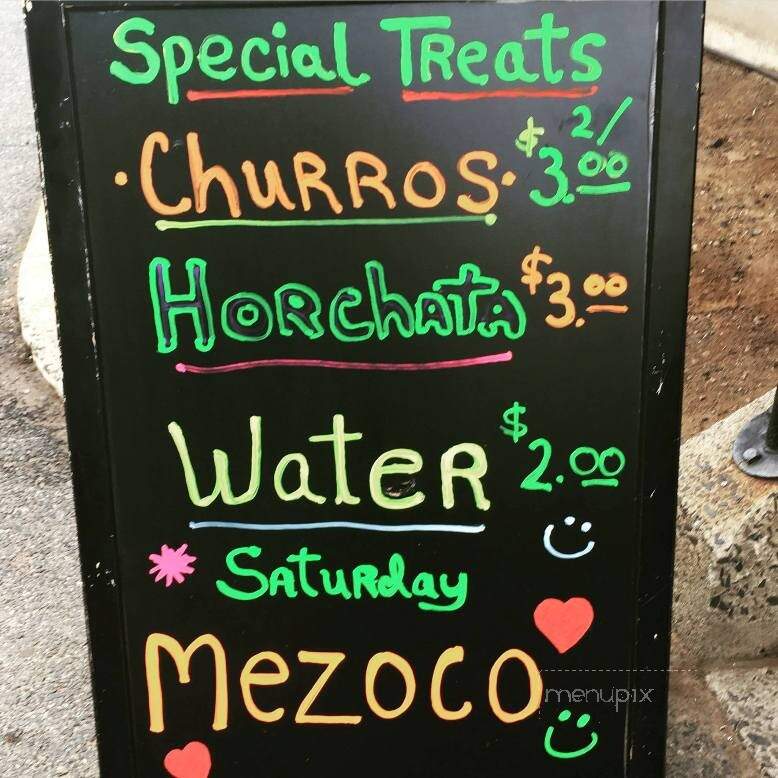 Special Treats
·Churros· 2/ $3.00
Horchata $3.00
Water $2.00
Saturday
Mezoco
menupix